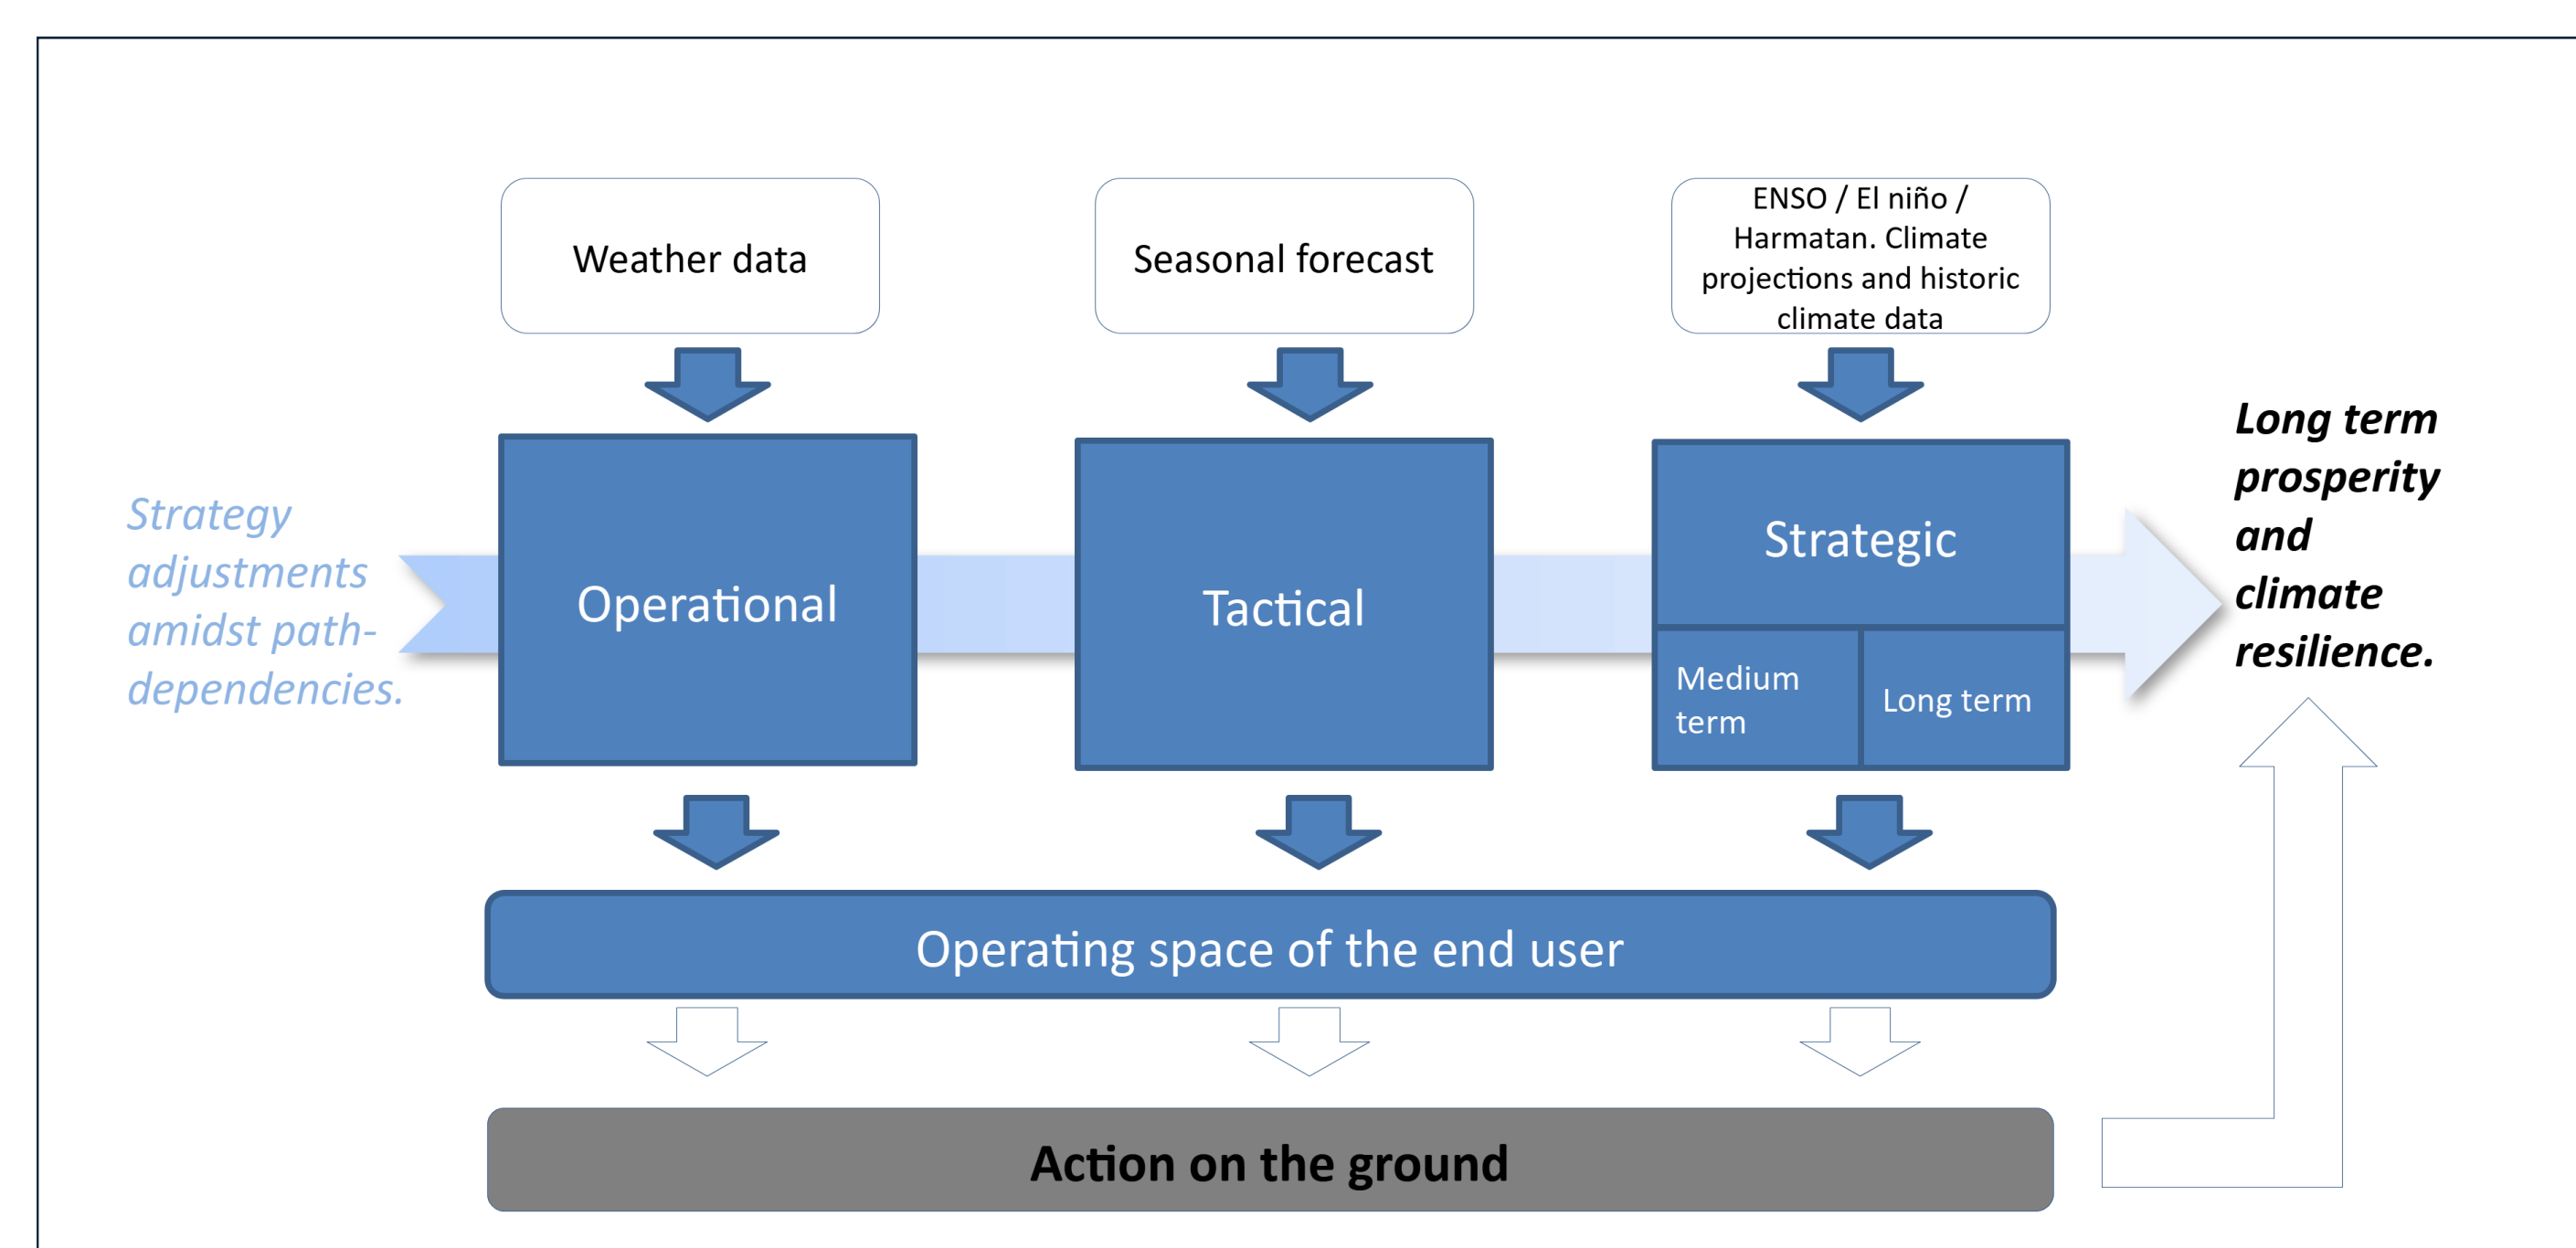 Weather data
Seasonal forecast
ENSO / El niño /
Harmatan. Climate
projections and historic
climate data
Strategy
adjustments
amidst path-
dependencies.
Operational
Tactical
Strategic
Medium
term
Long term
Long term
prosperity
and
climate
resilience.
Operating space of the end user
Action on the ground